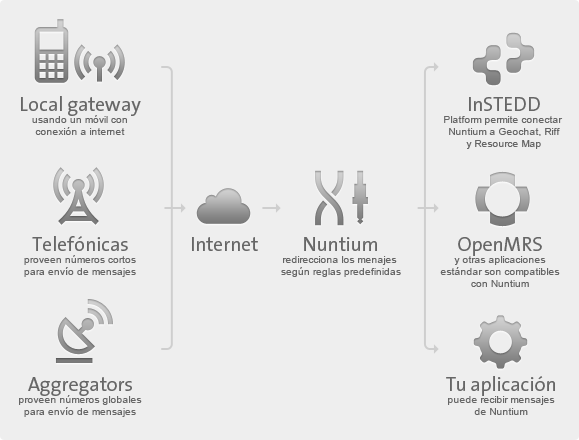 Local gateway
usando un móvil con
conexión a internet
Telefónicas
proveen números cortos
para envío de mensajes
Aggregators
proveen números globales
para envío de mensajes
Internet
Nuntium
redirecciona los menajes
según reglas predefinidas
InSTEDD
Platform permite conectar
Nuntium a Geochat, Riff
y Resource Map
OpenMRS
y otras aplicaciones
estándar son compatibles
con Nuntium
Tu aplicación
puede recibir mensajes
de Nuntium